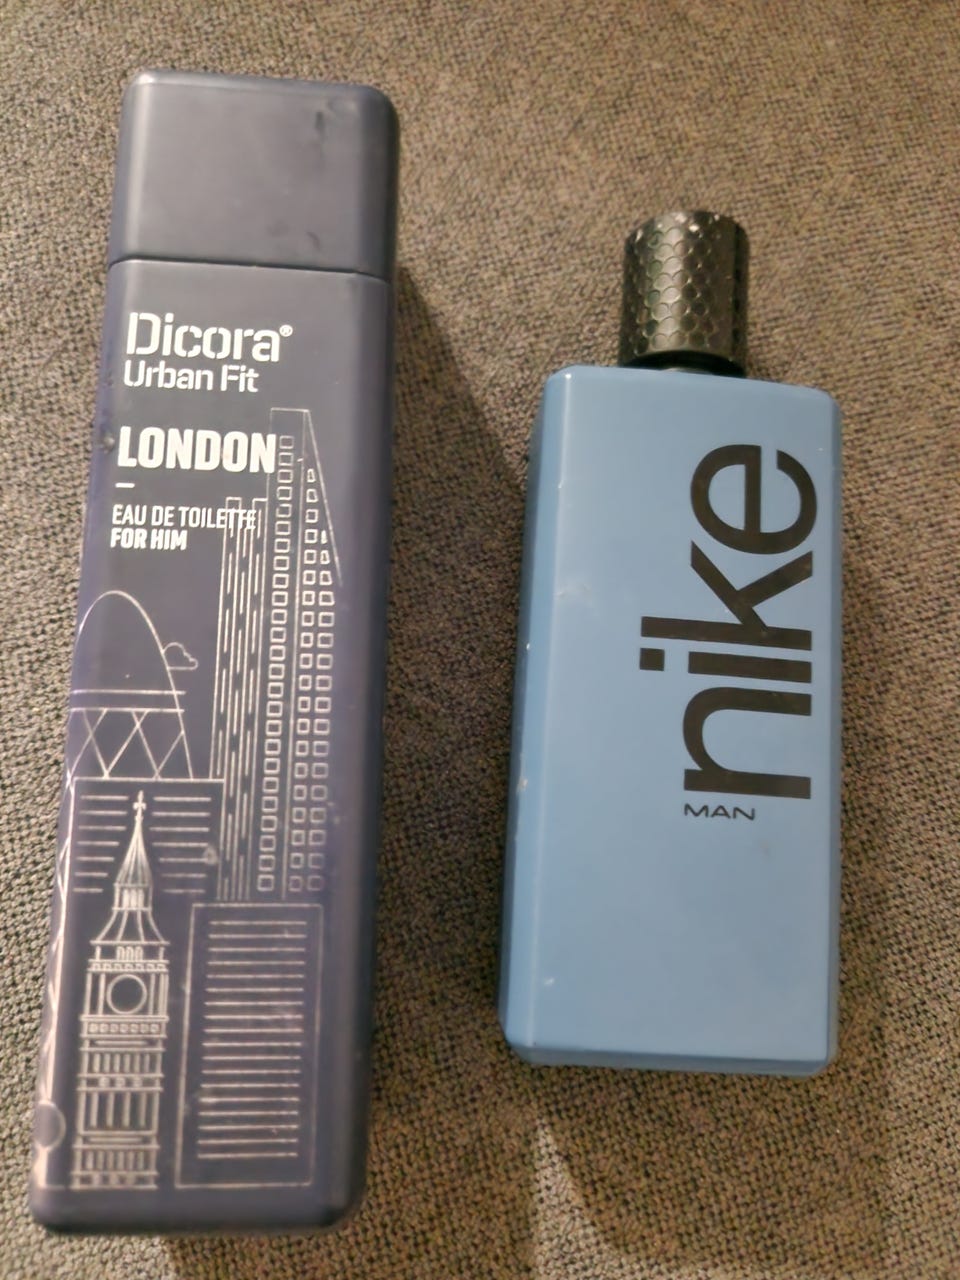 Dicora®
Urban Fit
LONDON
EAU DE TOILETTE
FOR HIM
nike
MAN